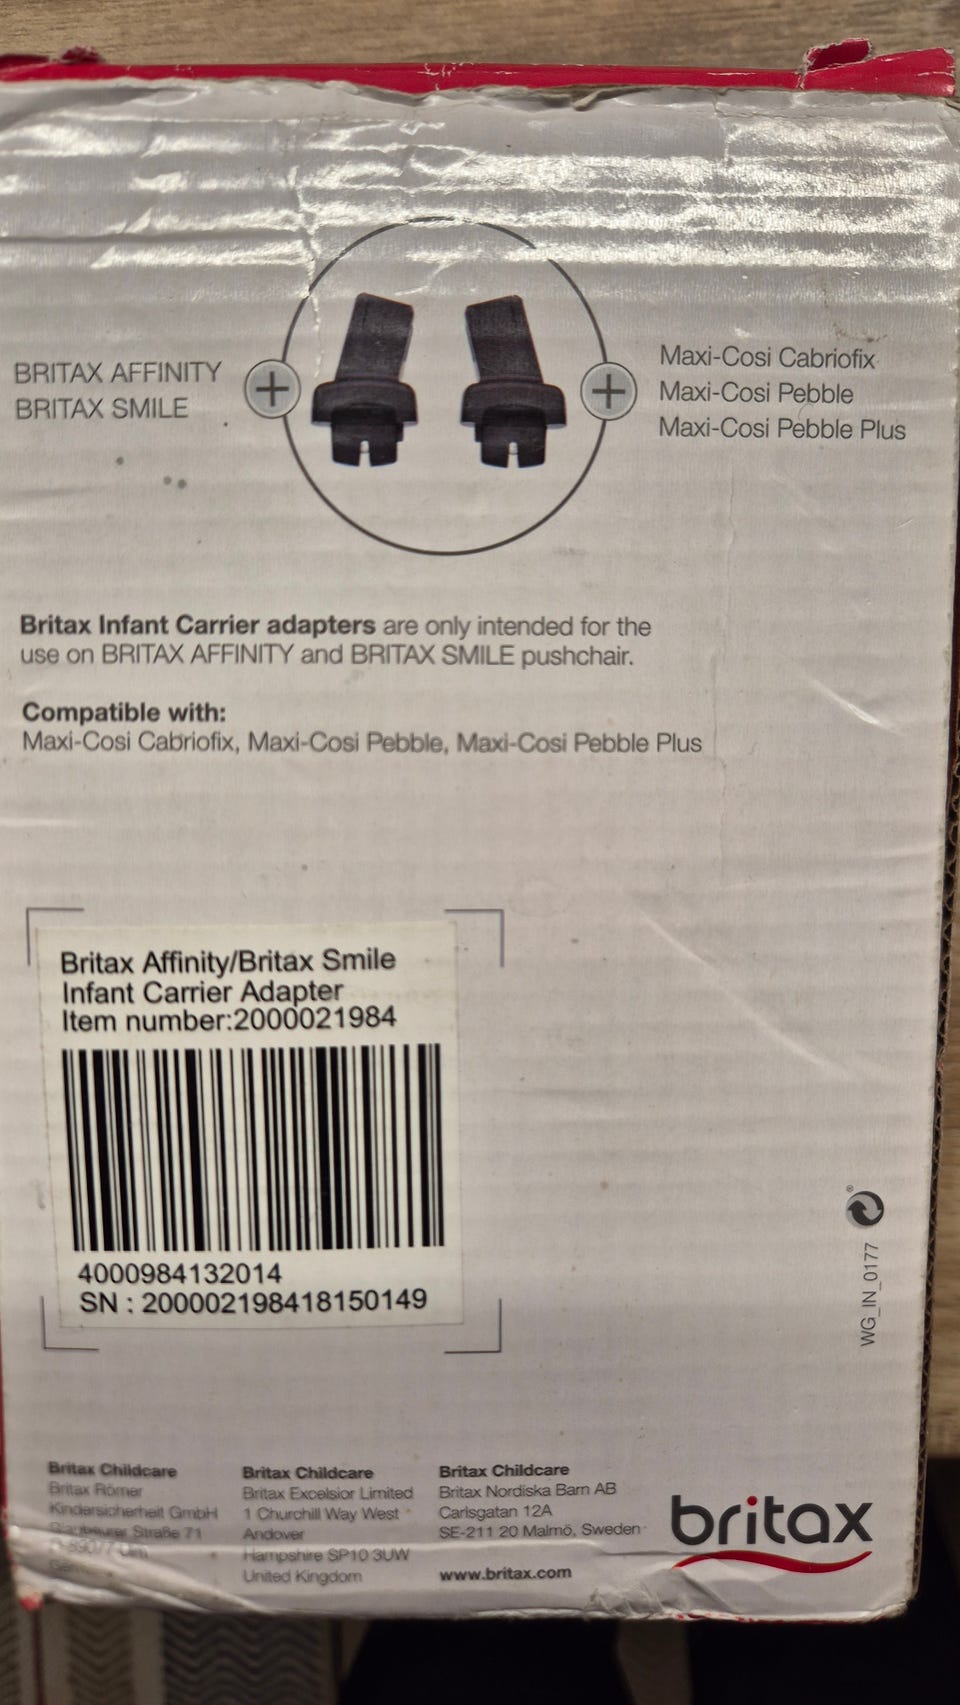 BRITAX AFFINITY
BRITAX SMILE
Maxi-Cosi Cabriofix
Maxi-Cosi Pebble
Maxi-Cosi Pebble Plus
Britax Infant Carrier adapters are only intended for the
use on BRITAX AFFINITY and BRITAX SMILE pushchair.
Compatible with:
Maxi-Cosi Cabriofix, Maxi-Cosi Pebble, Maxi-Cosi Pebble Plus
Britax Affinity/Britax Smile
Infant Carrier Adapter
Item number:2000021984
4000984132014
SN : 200002198418150149
WG_IN_0177
Britax Childcare
Britax Römer
Kindersicherheit GmbH
Straße 71
Britax Childcare
Britax Excelsior Limited
1 Churchill Way West
Andover
Hampshire SP10 3UW
United Kingdom
Britax Childcare
Britax Nordiska Barn AB
Carlsgatan 12A
SE-211 20 Malmö, Sweden
www.britax.com
britax